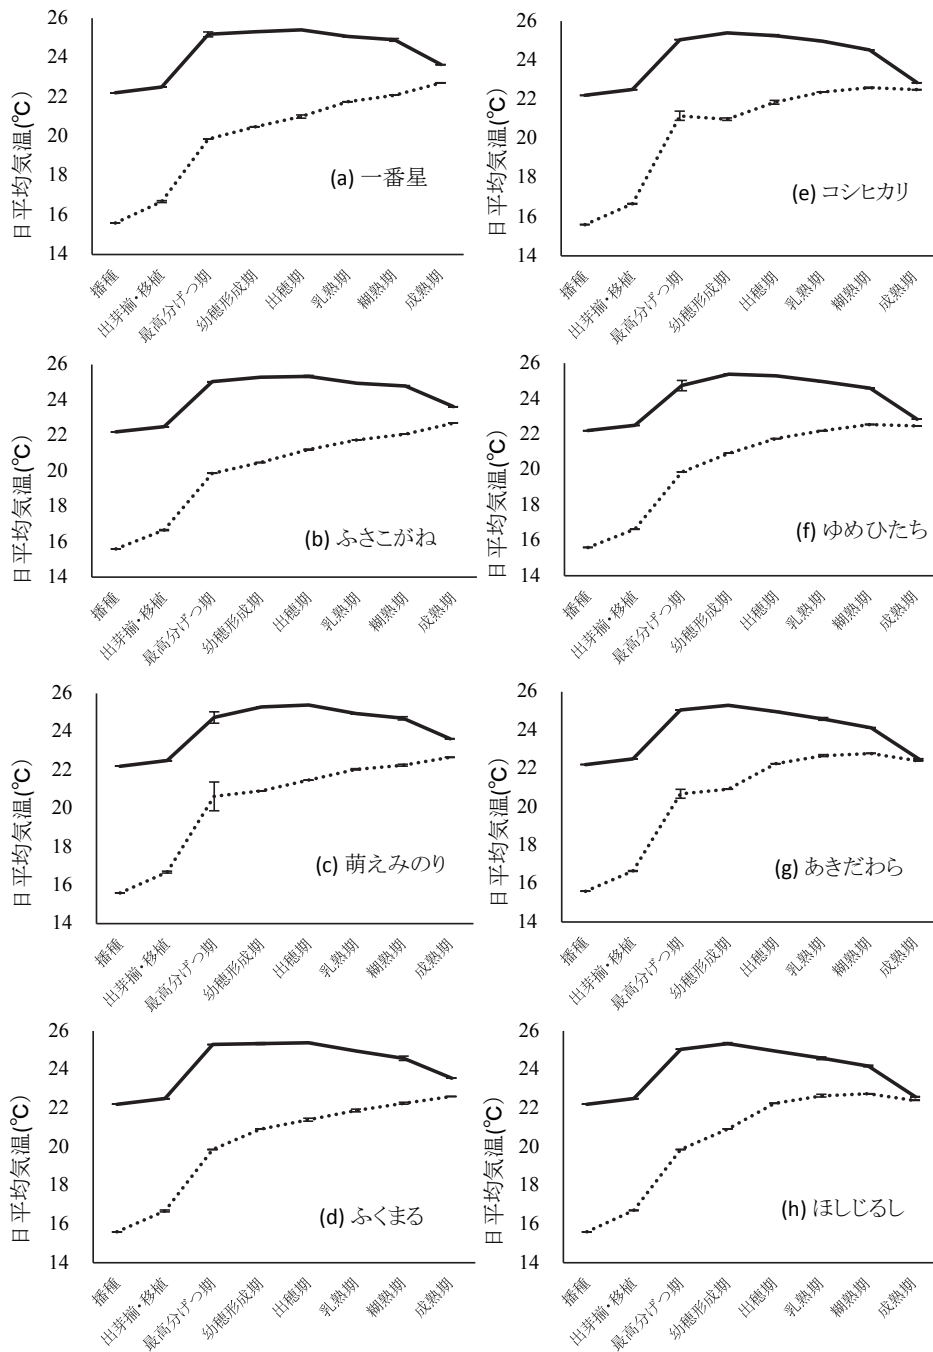 日平均気温(℃)
26
24
22
20
18
16
14
(a) 一番星
播種
出芽揃・移植
最高分げつ期
幼穂形成期
出穂期
乳熟期
糊熟期
成熟期
日平均気温(℃)
26
24
22
20
18
16
14
(e) コシヒカリ
播種
出芽揃・移植
最高分げつ期
幼穂形成期
出穂期
乳熟期
糊熟期
成熟期
日平均気温(℃)
26
24
22
20
18
16
14
(b) ふさこがね
播種
出芽揃・移植
最高分げつ期
幼穂形成期
出穂期
乳熟期
糊熟期
成熟期
日平均気温(℃)
26
24
22
20
18
16
14
(f) ゆめひたち
播種
出芽揃・移植
最高分げつ期
幼穂形成期
出穂期
乳熟期
糊熟期
成熟期
日平均気温(℃)
26
24
22
20
18
16
14
(c) 萌えみのり
播種
出芽揃・移植
最高分げつ期
幼穂形成期
出穂期
乳熟期
糊熟期
成熟期
日平均気温(℃)
26
24
22
20
18
16
14
(g) あきだわら
播種
出芽揃・移植
最高分げつ期
幼穂形成期
出穂期
乳熟期
糊熟期
成熟期
日平均気温(℃)
26
24
22
20
18
16
14
(d) ふくまる
播種
出芽揃・移植
最高分げつ期
幼穂形成期
出穂期
乳熟期
糊熟期
成熟期
日平均気温(℃)
26
24
22
20
18
16
14
(h) ほしじるし
播種
出芽揃・移植
最高分げつ期
幼穂形成期
出穂期
乳熟期
糊熟期
成熟期